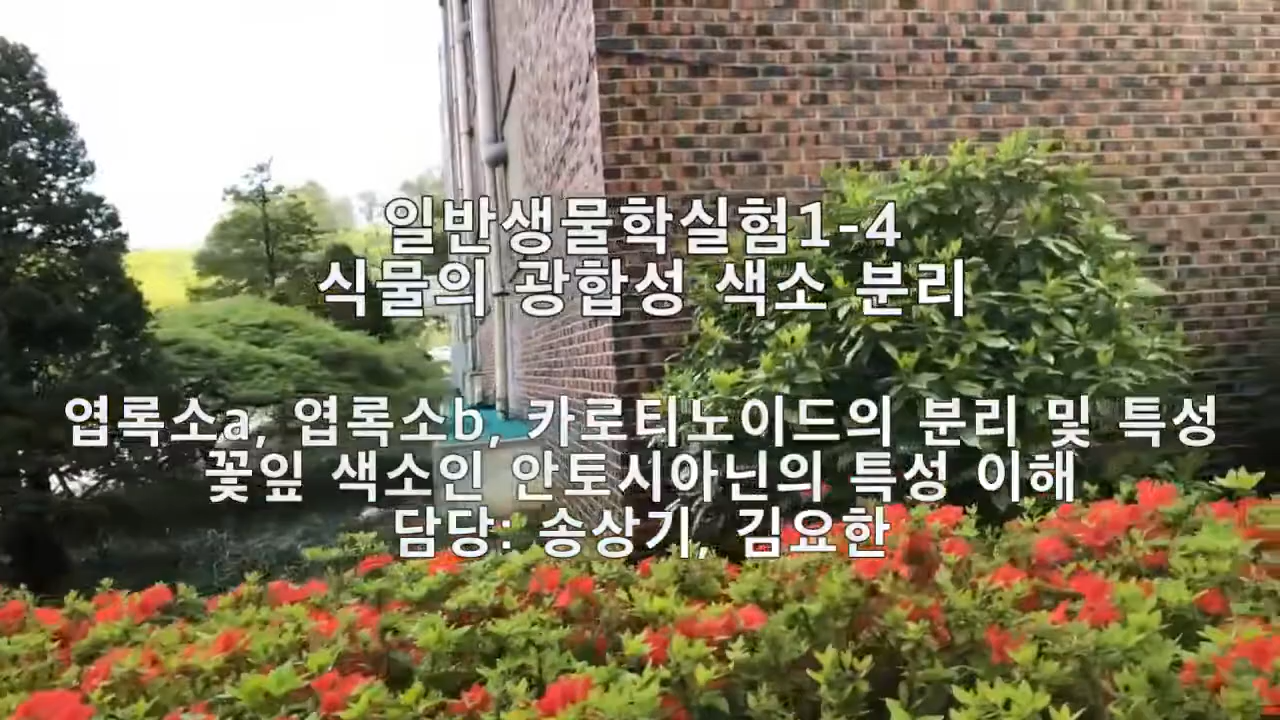 일반생물학실험1-4
식물의 광합성 색소 분리
엽록소a, 엽록소b, 카로티노이드의 분리 및 특성
꽃잎 색소인 안토시아닌의 특성 이해
담당: 송상기, 김요한